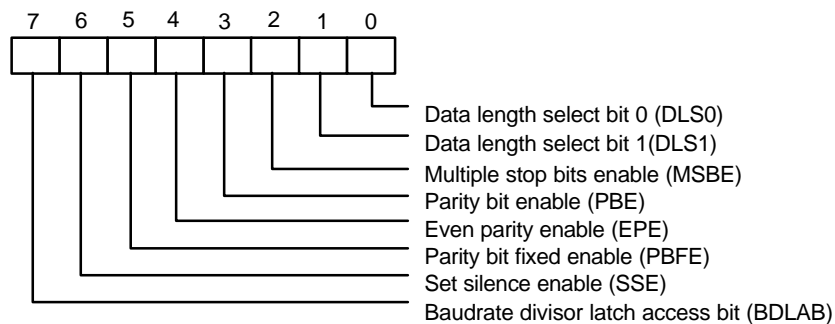 7 6 5 4 3 2 1 0
Data length select bit 0 (DLS0)
Data length select bit 1(DLS1)
Multiple stop bits enable (MSBE)
Parity bit enable (PBE)
Even parity enable (EPE)
Parity bit fixed enable (PBFE)
Set silence enable (SSE)
Baudrate divisor latch access bit (BDLAB)